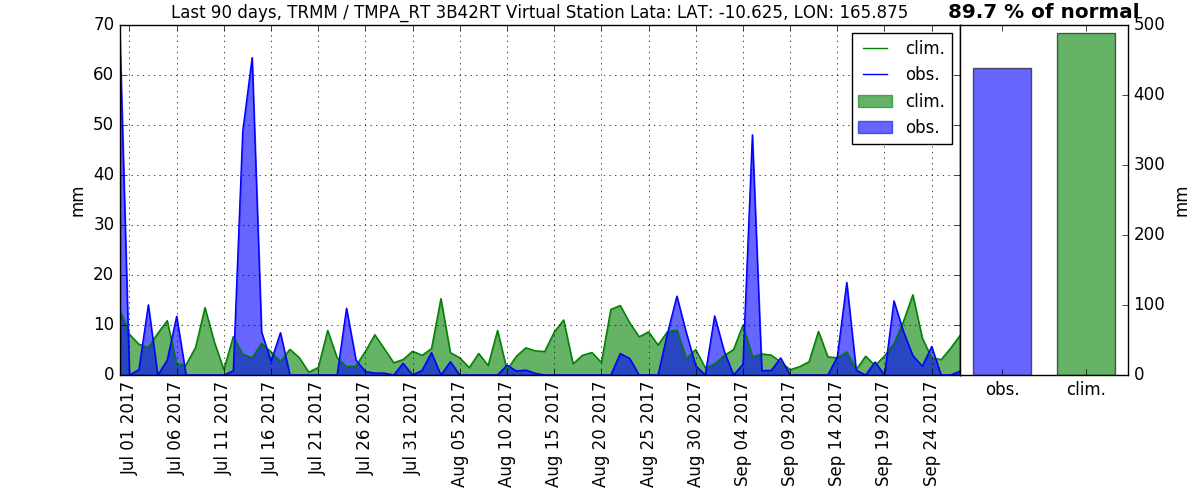 Last 90 days, TRMM / TMPA_RT 3B42RT Virtual Station Lata: LAT: -10.625, LON: 165.875
89.7 % of normal
70
60
50
40
30
20
10
0
mm
clim.
obs.
clim.
obs.
500
400
300
200
100
0
mm
Jul 01 2017
Jul 06 2017
Jul 11 2017
Jul 16 2017
Jul 21 2017
Jul 26 2017
Jul 31 2017
Aug 05 2017
Aug 10 2017
Aug 15 2017
Aug 20 2017
Aug 25 2017
Aug 30 2017
Sep 04 2017
Sep 09 2017
Sep 14 2017
Sep 19 2017
Sep 24 2017
obs.
clim.